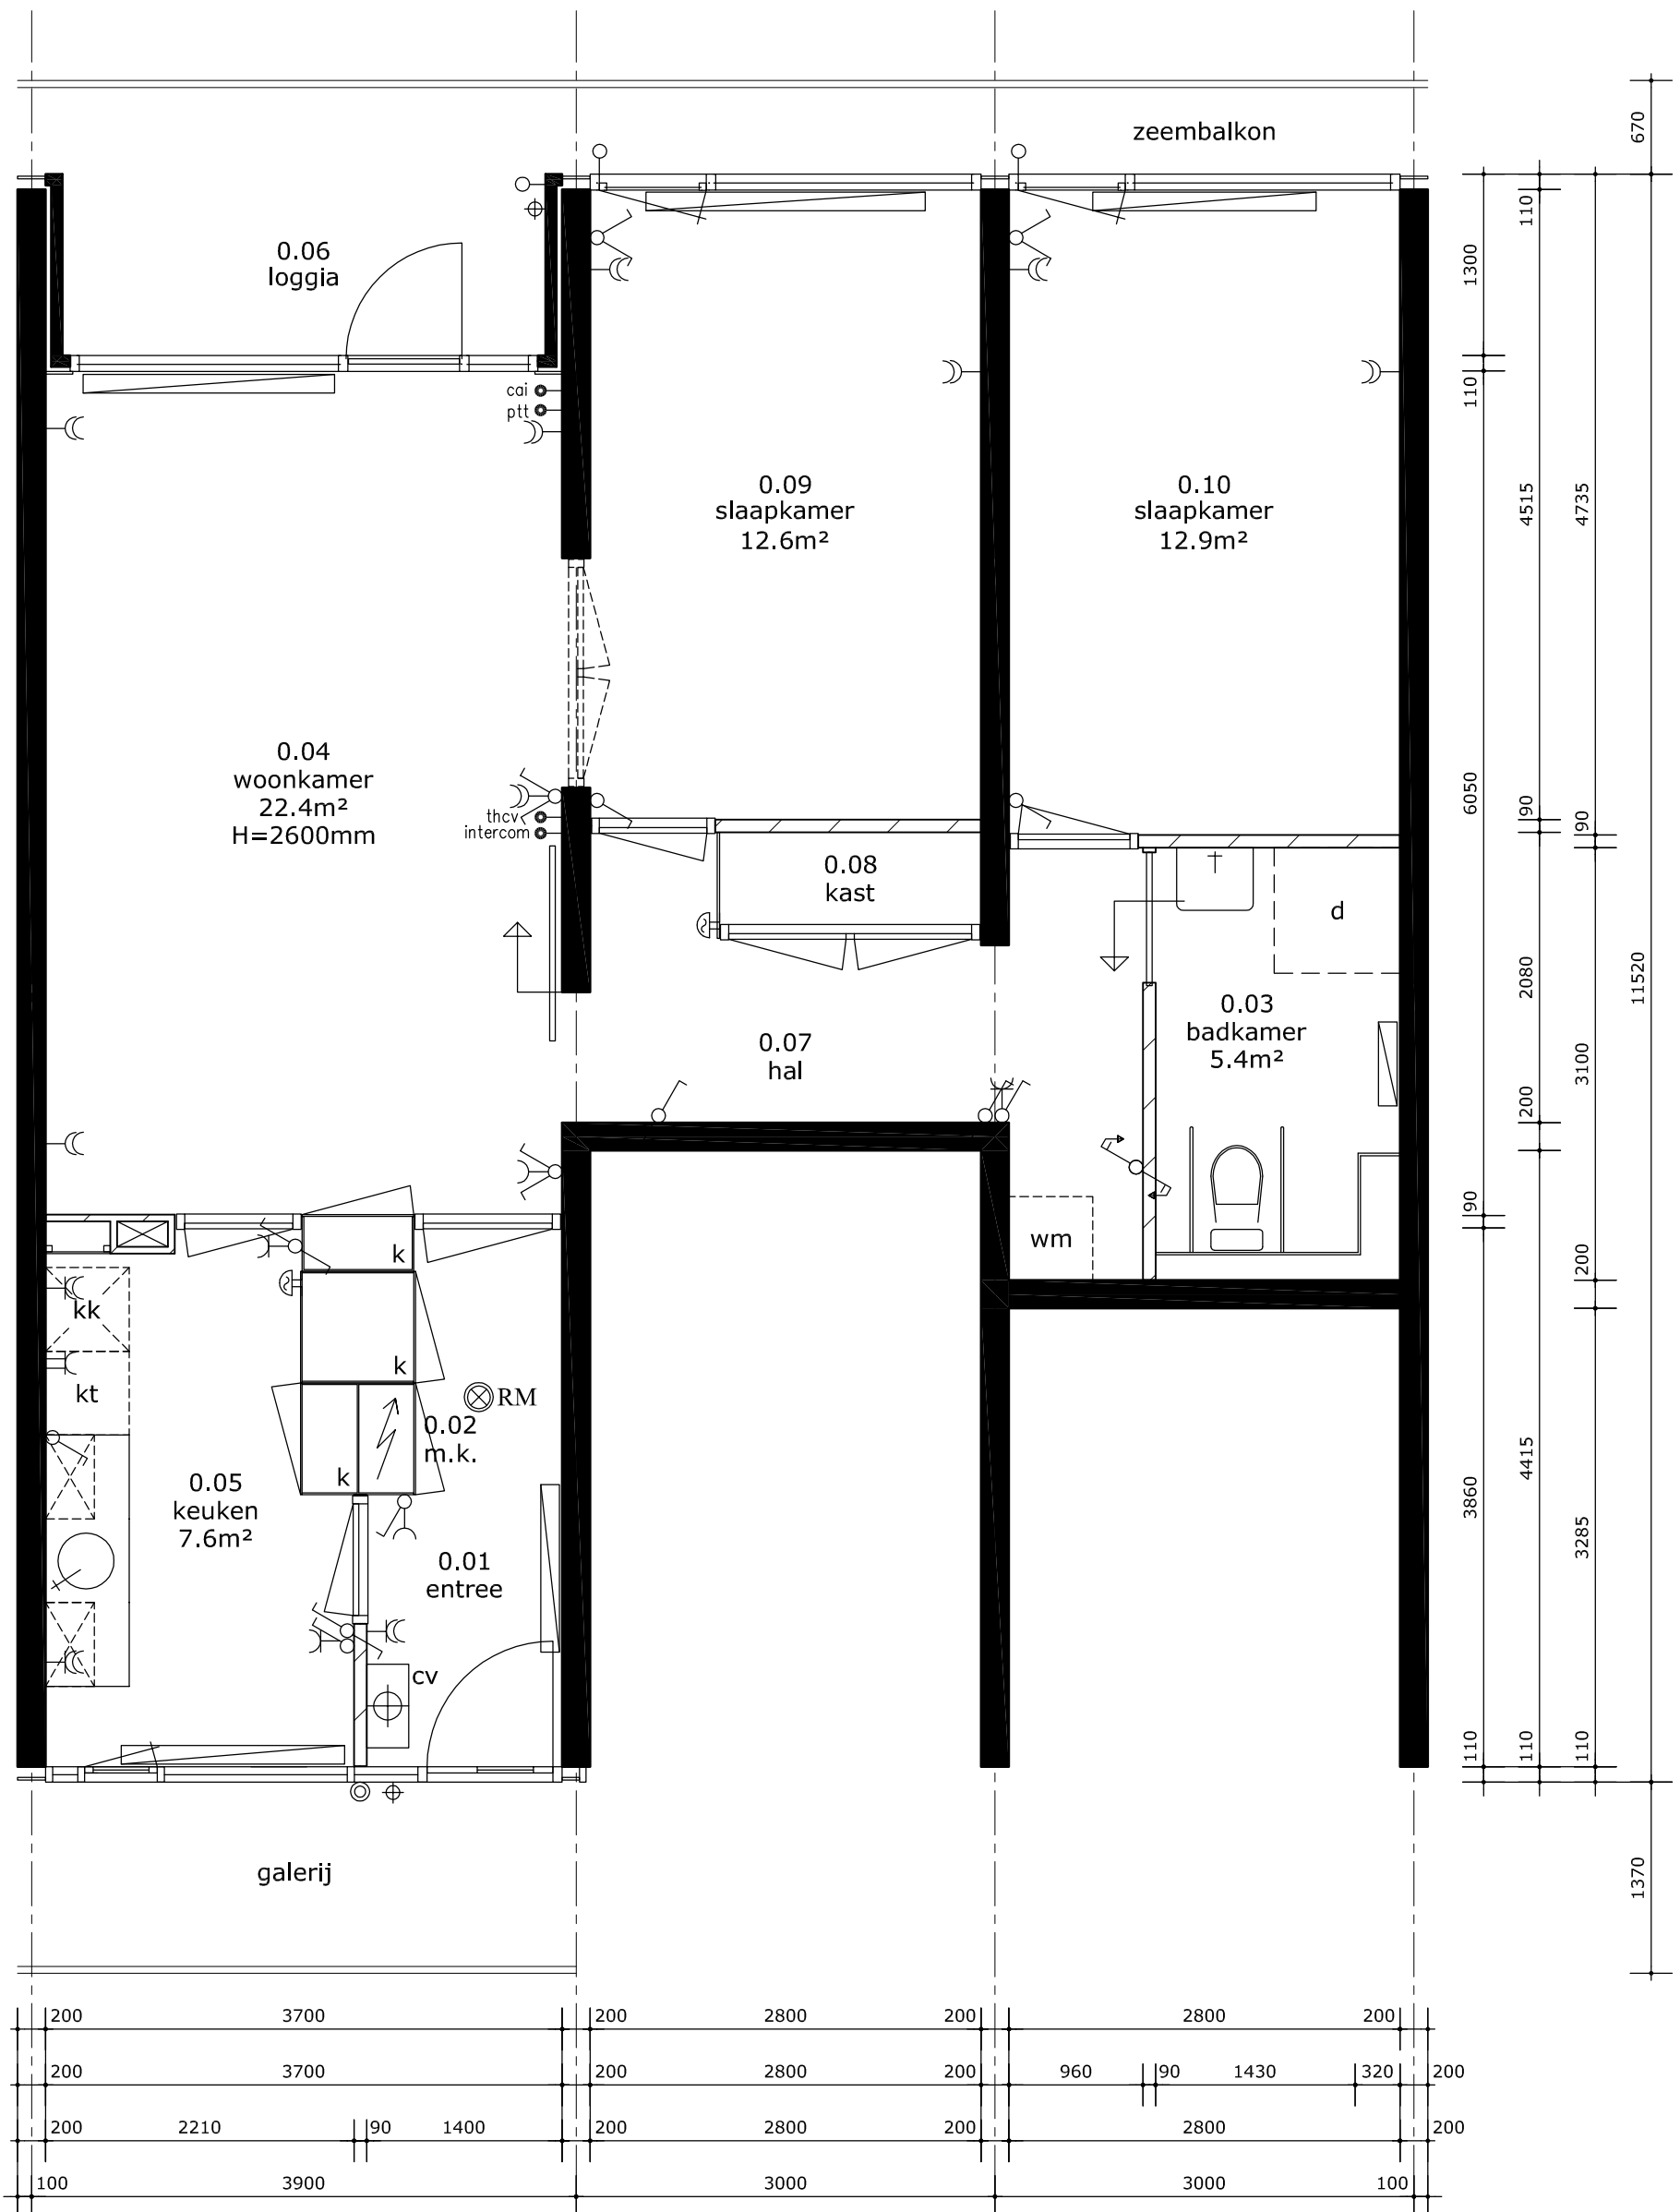 zeembalkon
0.06
loggia
cai
ptt
0.09
slaapkamer
12.6m²
0.10
slaapkamer
12.9m²
0.04
woonkamer
22.4m²
H=2600mm
thcv
intercom
0.08
kast
d
0.03
badkamer
5.4m²
0.07
hal
wm
k
kk
k
kt
RM
0.02
m.k.
k
0.05
keuken
7.6m²
0.01
entree
cv
galerij
670
1300
110
6050
90
3860
110
110
4515
90
2080
200
4415
110
4735
90
3100
200
3285
110
11520
1370
200 3700 200 2800 200 2800 200
200 3700 200 2800 200 960 90 1430 320 200
200 2210 90 1400 200 2800 200 2800 200
100 3900 3000 3000 100